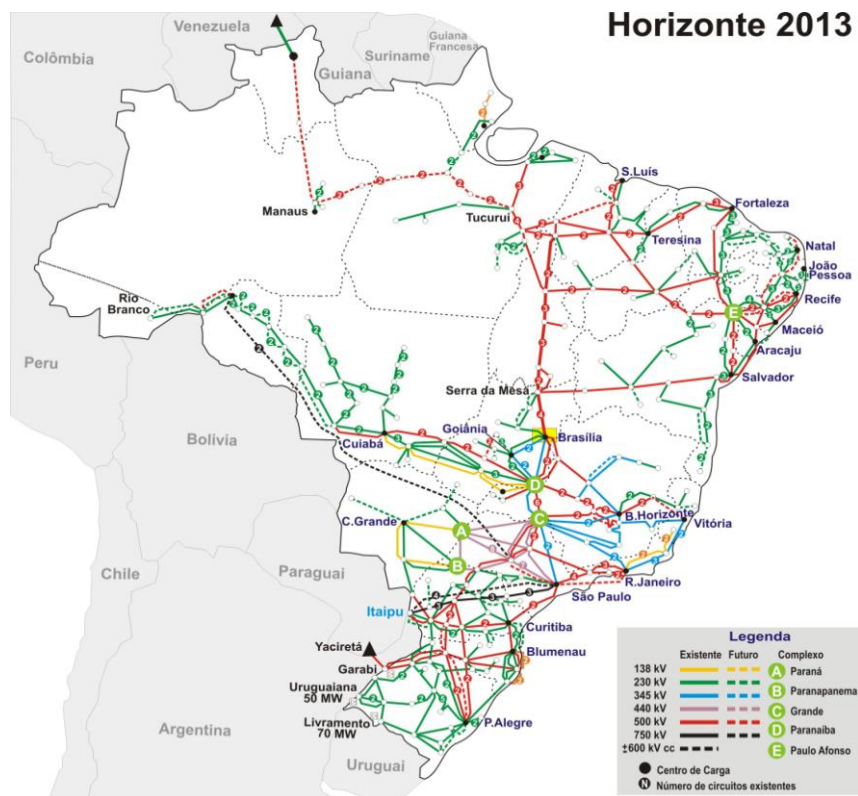 Horizonte 2013
Venezuela
Guiana
Francesa
Suriname
Colômbia
Guiana
S.Luís
Fortaleza
Manaus
Tucurui
Teresina
Natal
João
Pessoa
Rio
Branco
Recife
E
Maceió
Aracaju
Peru
Salvador
Serra da Mesa
Goiânia
Brasília
Bolivia
Cuiabá
D
C.Grande
C
B.Horizonte
Vitória
A
B
Chile
Paraguai
R.Janeiro
São Paulo
Itaipu
Curitiba
Yaciretá
Blumenau
Garabi
Uruguaiana
50 MW
P.Alegre
Livramento
70 MW
Argentina
Uruguai
Legenda
Existente Futuro Complexo
138 kV A Paraná
230 kV B Paranapanema
345 kV C Grande
440 kV D Paranaíba
500 kV E Paulo Afonso
750 kV
±600 kV cc
Centro de Carga
N Número de circuitos existentes